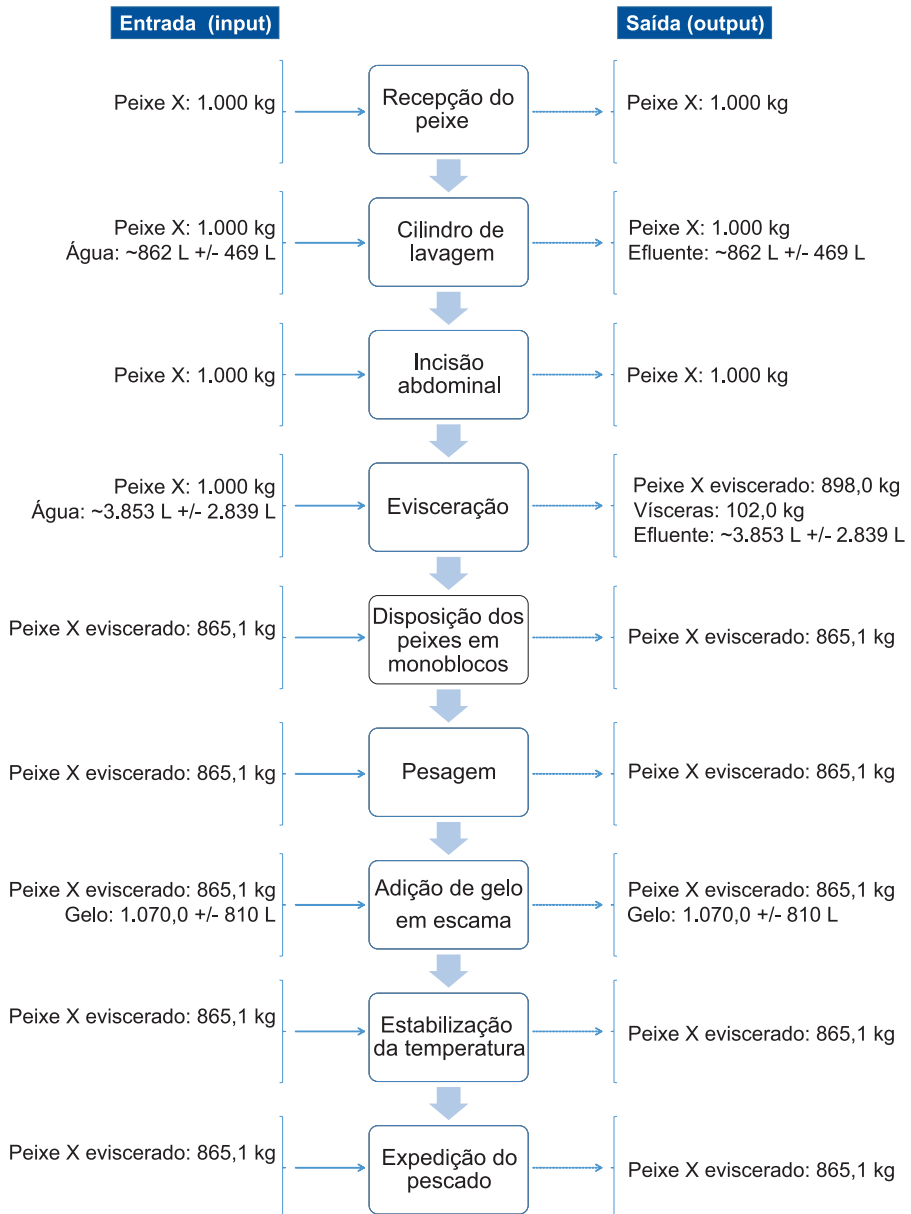 Entrada (input)
Saída (output)
Peixe X: 1.000 kg
Recepção do
peixe
Peixe X: 1.000 kg
Peixe X: 1.000 kg
Água: ~862 L +/- 469 L
Cilindro de
lavagem
Peixe X: 1.000 kg
Efluente: ~862 L +/- 469 L
Peixe X: 1.000 kg
Incisão
abdominal
Peixe X: 1.000 kg
Peixe X: 1.000 kg
Água: ~3.853 L +/- 2.839 L
Evisceração
Peixe X eviscerado: 898,0 kg
Vísceras: 102,0 kg
Efluente: ~3.853 L +/- 2.839 L
Peixe X eviscerado: 865,1 kg
Disposição dos
peixes em
monoblocos
Peixe X eviscerado: 865,1 kg
Peixe X eviscerado: 865,1 kg
Pesagem
Peixe X eviscerado: 865,1 kg
Peixe X eviscerado: 865,1 kg
Gelo: 1.070,0 +/- 810 L
Adição de gelo
em escama
Peixe X eviscerado: 865,1 kg
Gelo: 1.070,0 +/- 810 L
Peixe X eviscerado: 865,1 kg
Estabilização
da temperatura
Peixe X eviscerado: 865,1 kg
Peixe X eviscerado: 865,1 kg
Expedição do
pescado
Peixe X eviscerado: 865,1 kg